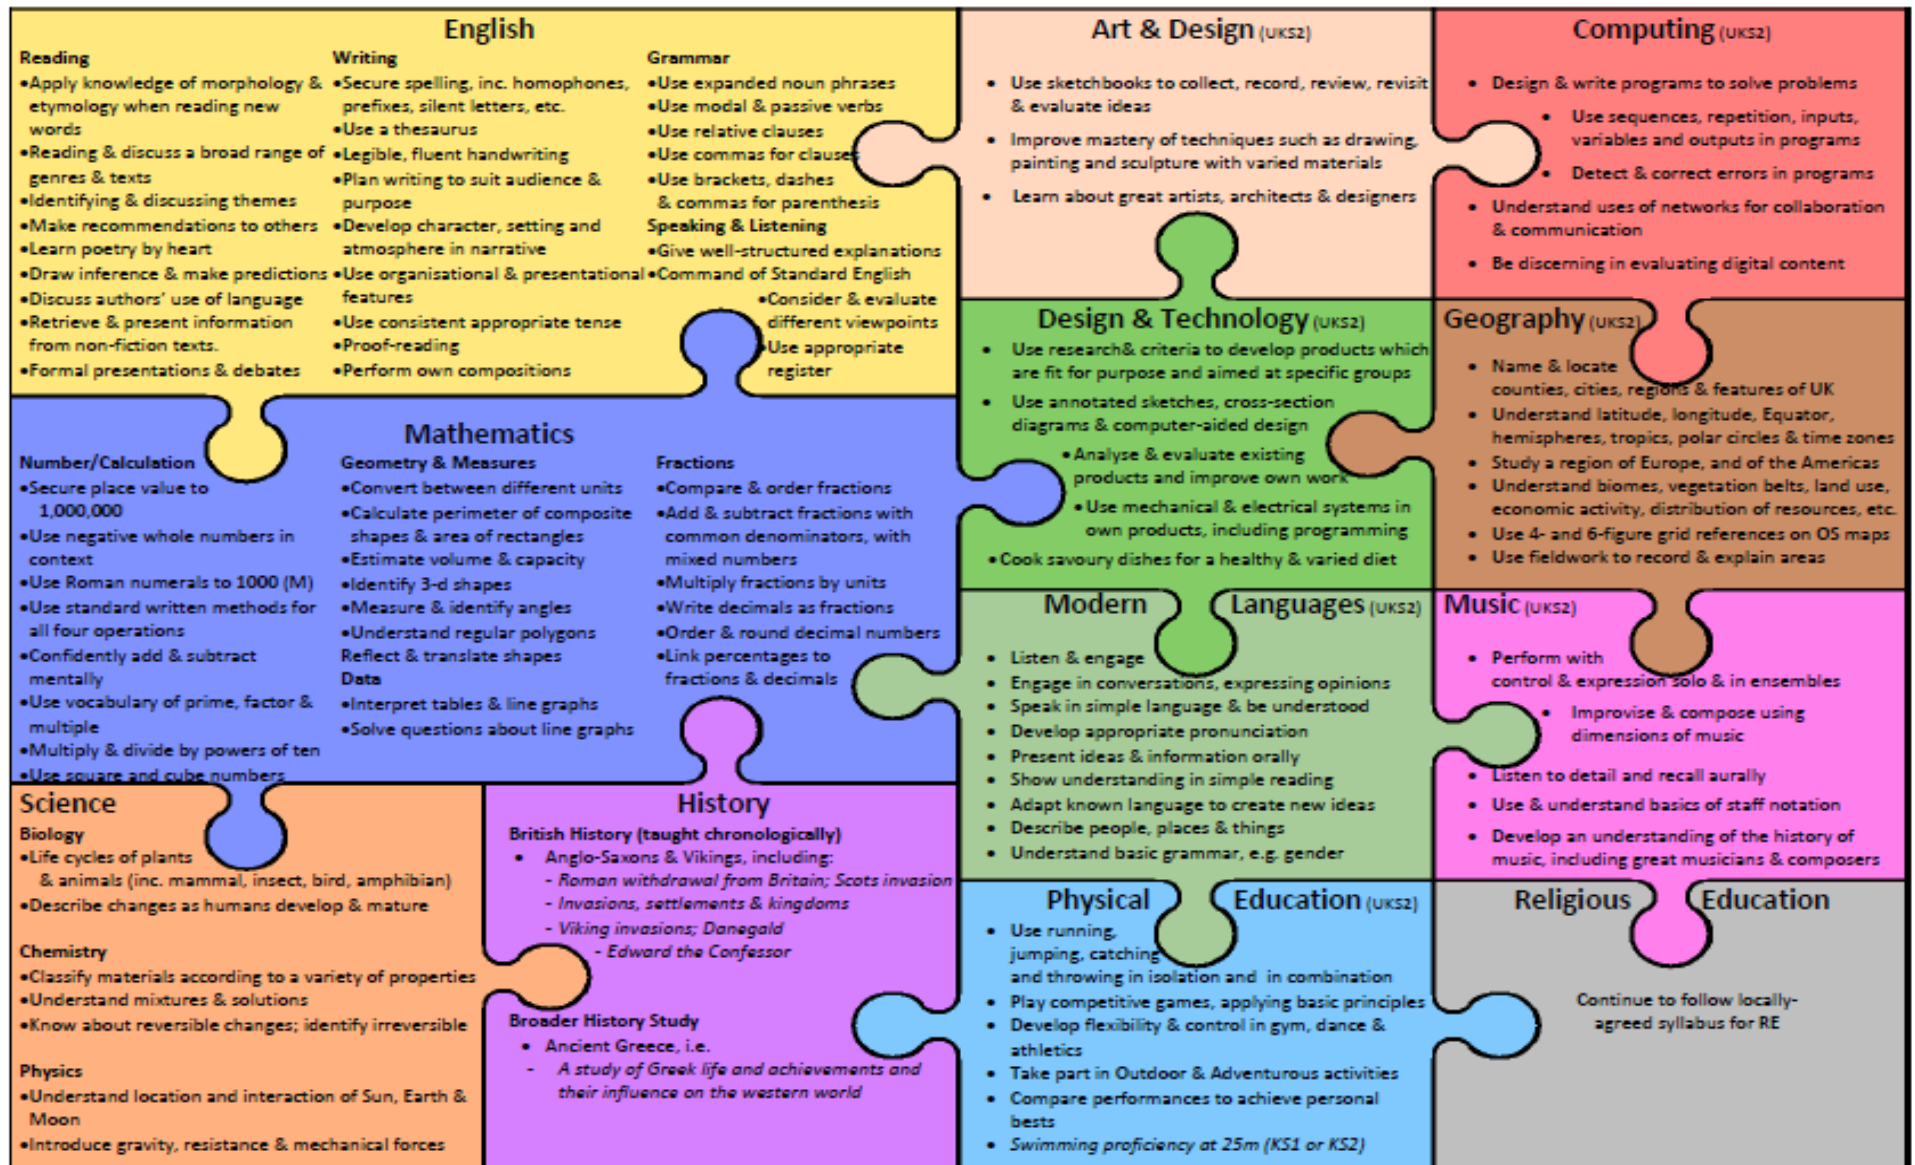 English
Reading
•Apply knowledge of morphology &
etymology when reading new
words
•Reading & discuss a broad range of
genres & texts
•Identifying & discussing themes
•Make recommendations to others
•Learn poetry by heart
•Draw inference & make predictions
•Discuss authors' use of language
•Retrieve & present information
from non-fiction texts.
•Formal presentations & debates
Writing
•Secure spelling, inc. homophones,
prefixes, silent letters, etc.
•Use a thesaurus
•Legible, fluent handwriting
•Plan writing to suit audience &
purpose
•Develop character, setting and
atmosphere in narrative
•Use organisational & presentational
features
•Use consistent appropriate tense
•Proof-reading
•Perform own compositions
Grammar
•Use expanded noun phrases
•Use modal & passive verbs
•Use relative clauses
•Use commas for clauses
•Use brackets, dashes
& commas for parenthesis
Speaking & Listening
•Give well-structured explanations
•Command of Standard English
•Consider & evaluate
different viewpoints
•Use appropriate
register
Art & Design (UKS2)
• Use sketchbooks to collect, record, review, revisit
& evaluate ideas
• Improve mastery of techniques such as drawing,
painting and sculpture with varied materials
• Learn about great artists, architects & designers
Computing (UKS2)
• Design & write programs to solve problems
• Use sequences, repetition, inputs,
variables and outputs in programs
• Detect & correct errors in programs
• Understand uses of networks for collaboration
& communication
• Be discerning in evaluating digital content
Mathematics
Number/Calculation
•Secure place value to
1,000,000
•Use negative whole numbers in
context
•Use Roman numerals to 1000 (M)
•Use standard written methods for
all four operations
•Confidently add & subtract
mentally
•Use vocabulary of prime, factor &
multiple
•Multiply & divide by powers of ten
•Use square and cube numbers
Geometry & Measures
•Convert between different units
•Calculate perimeter of composite
shapes & area of rectangles
•Estimate volume & capacity
•Identify 3-d shapes
•Measure & identify angles
•Understand regular polygons
Reflect & translate shapes
Data
•Interpret tables & line graphs
•Solve questions about line graphs
Fractions
•Compare & order fractions
•Add & subtract fractions with
common denominators, with
mixed numbers
•Multiply fractions by units
•Write decimals as fractions
•Order & round decimal numbers
•Link percentages to
fractions & decimals
Design & Technology (UKS2)
• Use research& criteria to develop products which
are fit for purpose and aimed at specific groups
• Use annotated sketches, cross-section
diagrams & computer-aided design
•Analyse & evaluate existing
products and improve own work
•Use mechanical & electrical systems in
own products, including programming
•Cook savoury dishes for a healthy & varied diet
Geography (UKS2)
• Name & locate
counties, cities, regions & features of UK
• Understand latitude, longitude, Equator,
hemispheres, tropics, polar circles & time zones
• Study a region of Europe, and of the Americas
• Understand biomes, vegetation belts, land use,
economic activity, distribution of resources, etc.
• Use 4- and 6-figure grid references on OS maps
• Use fieldwork to record & explain areas
Modern Languages (UKS2)
• Listen & engage
• Engage in conversations, expressing opinions
• Speak in simple language & be understood
• Develop appropriate pronunciation
• Present ideas & information orally
• Show understanding in simple reading
• Adapt known language to create new ideas
• Describe people, places & things
• Understand basic grammar, e.g. gender
Music (UKS2)
• Perform with
control & expression solo & in ensembles
• Improvise & compose using
dimensions of music
• Listen to detail and recall aurally
• Use & understand basics of staff notation
• Develop an understanding of the history of
music, including great musicians & composers
Science
Biology
•Life cycles of plants
& animals (inc. mammal, insect, bird, amphibian)
•Describe changes as humans develop & mature
Chemistry
•Classify materials according to a variety of properties
•Understand mixtures & solutions
•Know about reversible changes; identify irreversible
Physics
•Understand location and interaction of Sun, Earth &
Moon
•Introduce gravity, resistance & mechanical forces
History
British History (taught chronologically)
• Anglo-Saxons & Vikings, including:
- Roman withdrawal from Britain; Scots invasion
- Invasions, settlements & kingdoms
- Viking invasions; Danegald
- Edward the Confessor
Broader History Study
• Ancient Greece, i.e.
- A study of Greek life and achievements and
their influence on the western world
Physical Education (UKS2)
• Use running,
jumping, catching
and throwing in isolation and in combination
• Play competitive games, applying basic principles
• Develop flexibility & control in gym, dance &
athletics
• Take part in Outdoor & Adventurous activities
• Compare performances to achieve personal
bests
• Swimming proficiency at 25m (KS1 or KS2)
Religious Education
Continue to follow locally-
agreed syllabus for RE